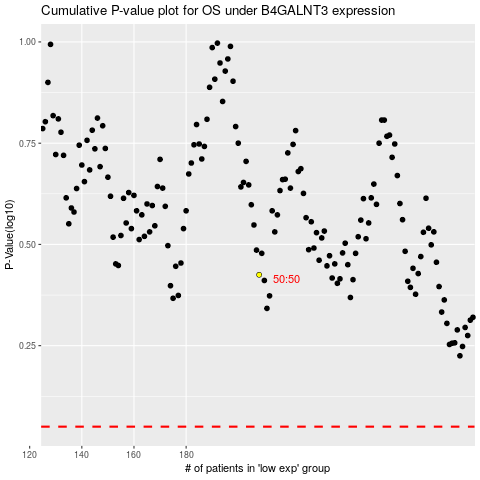 Cumulative P-value plot for OS under B4GALNT3 expression
P-Value(log10)
1.00
0.75
0.50
0.25
50:50
120 140 160 180
# of patients in 'low exp' group